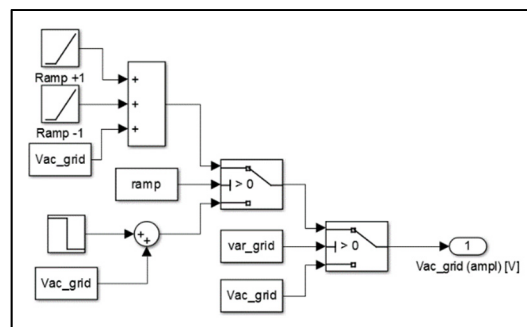 Ramp +1
+
+
Ramp -1
Vac_grid
+
ramp
> 0
+
+
var_grid
> 0
1
Vac_grid (ampl) [V]
Vac_grid
Vac_grid